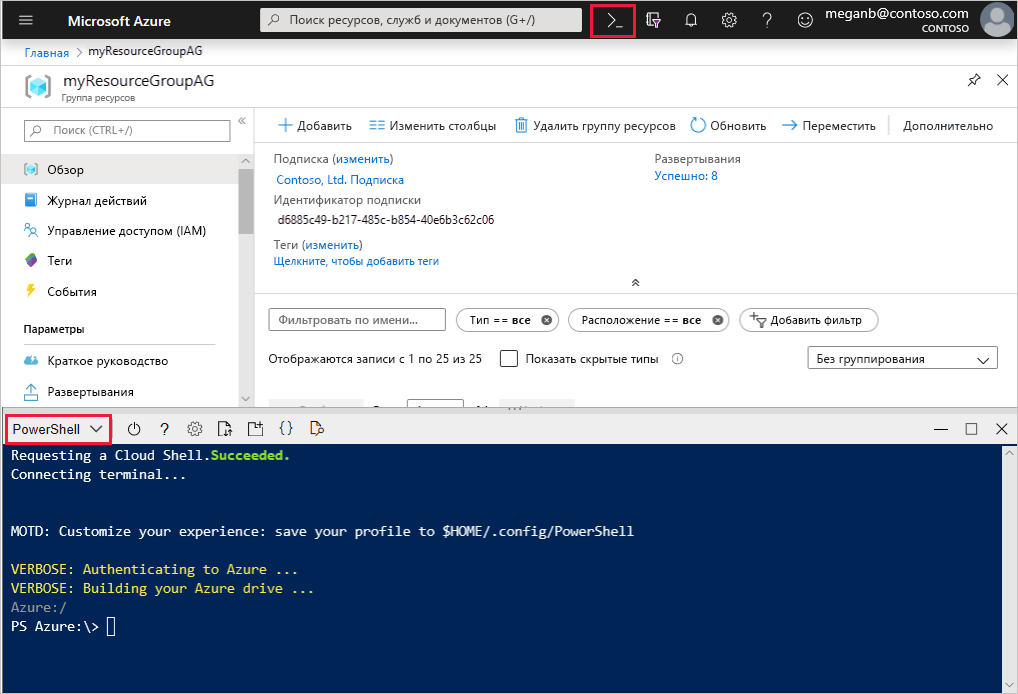 Microsoft Azure
Поиск ресурсов, служб и документов (G+/)
meganb@contoso.com
CONTOSO
Главная > myResourceGroupAG
myResourceGroupAG
Группа ресурсов
Поиск (CTRL+/)
Обзор
Журнал действий
Управление доступом (IAM)
Теги
События
Параметры
Краткое руководство
Развертывания
Добавить
Изменить столбцы
Удалить группу ресурсов
Обновить
Переместить
Дополнительно
Подписка (изменить)
Contoso, Ltd. Подписка
Идентификатор подписки
d6885c49-b217-485c-b854-40e6b3c62c06
Теги (изменить)
Щелкните, чтобы добавить теги
Развертывания
Успешно: 8
Фильтровать по имени...
Тип == все
Расположение == все
Добавить фильтр
Отображаются записи с 1 по 25 из 25
Показать скрытые типы
Без группирования
PowerShell
Requesting a Cloud Shell.Succeeded.
Connecting terminal...
MOTD: Customize your experience: save your profile to $HOME/.config/PowerShell
VERBOSE: Authenticating to Azure ...
VERBOSE: Building your Azure drive ...
Azure:/
PS Azure:\>